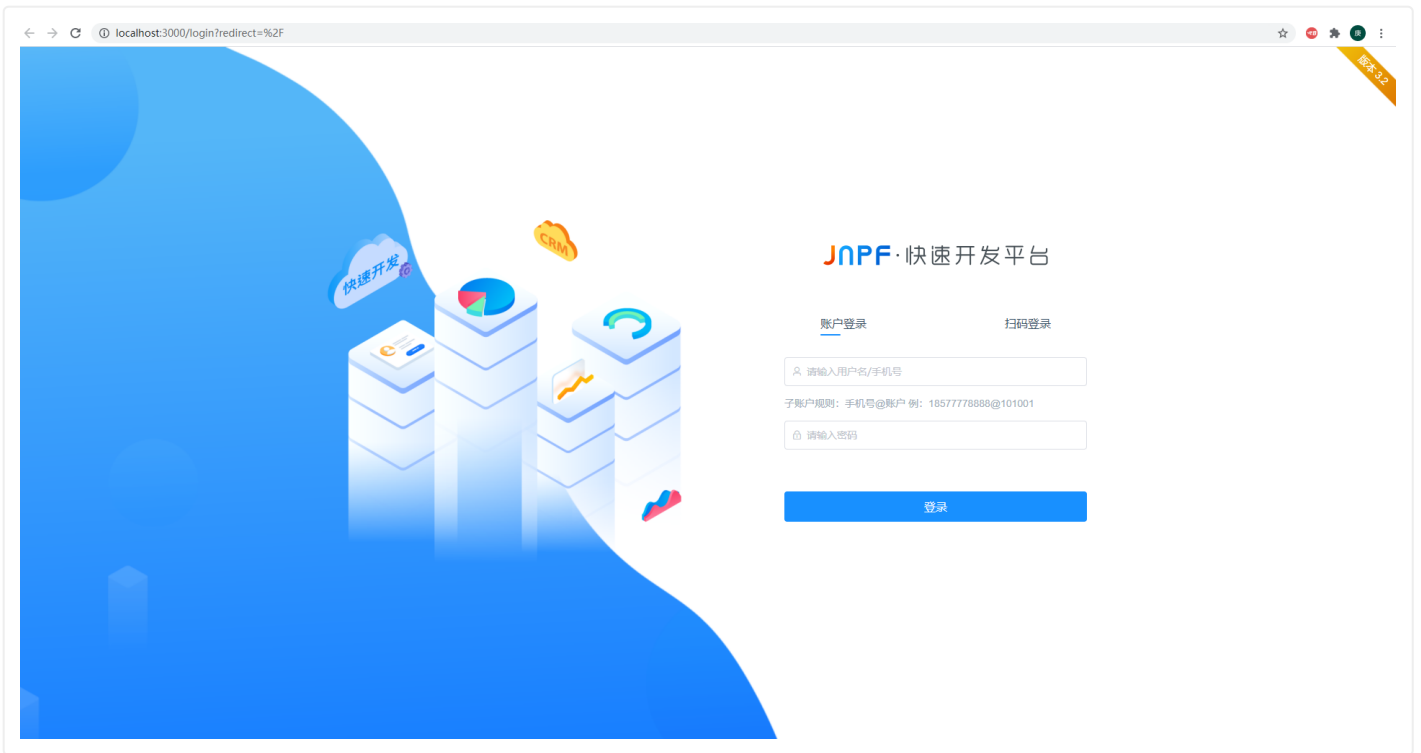 localhost:3000/login?redirect=%2F
版本 3.2
CRM
快速开发
JNPF·快速开发平台
账户登录
扫码登录
请输入用户名/手机号
子账户规则：手机号@账户 例：18577778888@101001
请输入密码
登录